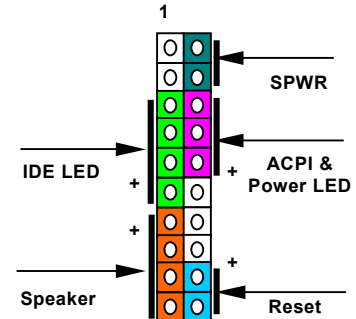 1
SPWR
IDE LED
+
ACPI &
Power LED
+
+
+
Speaker
Reset